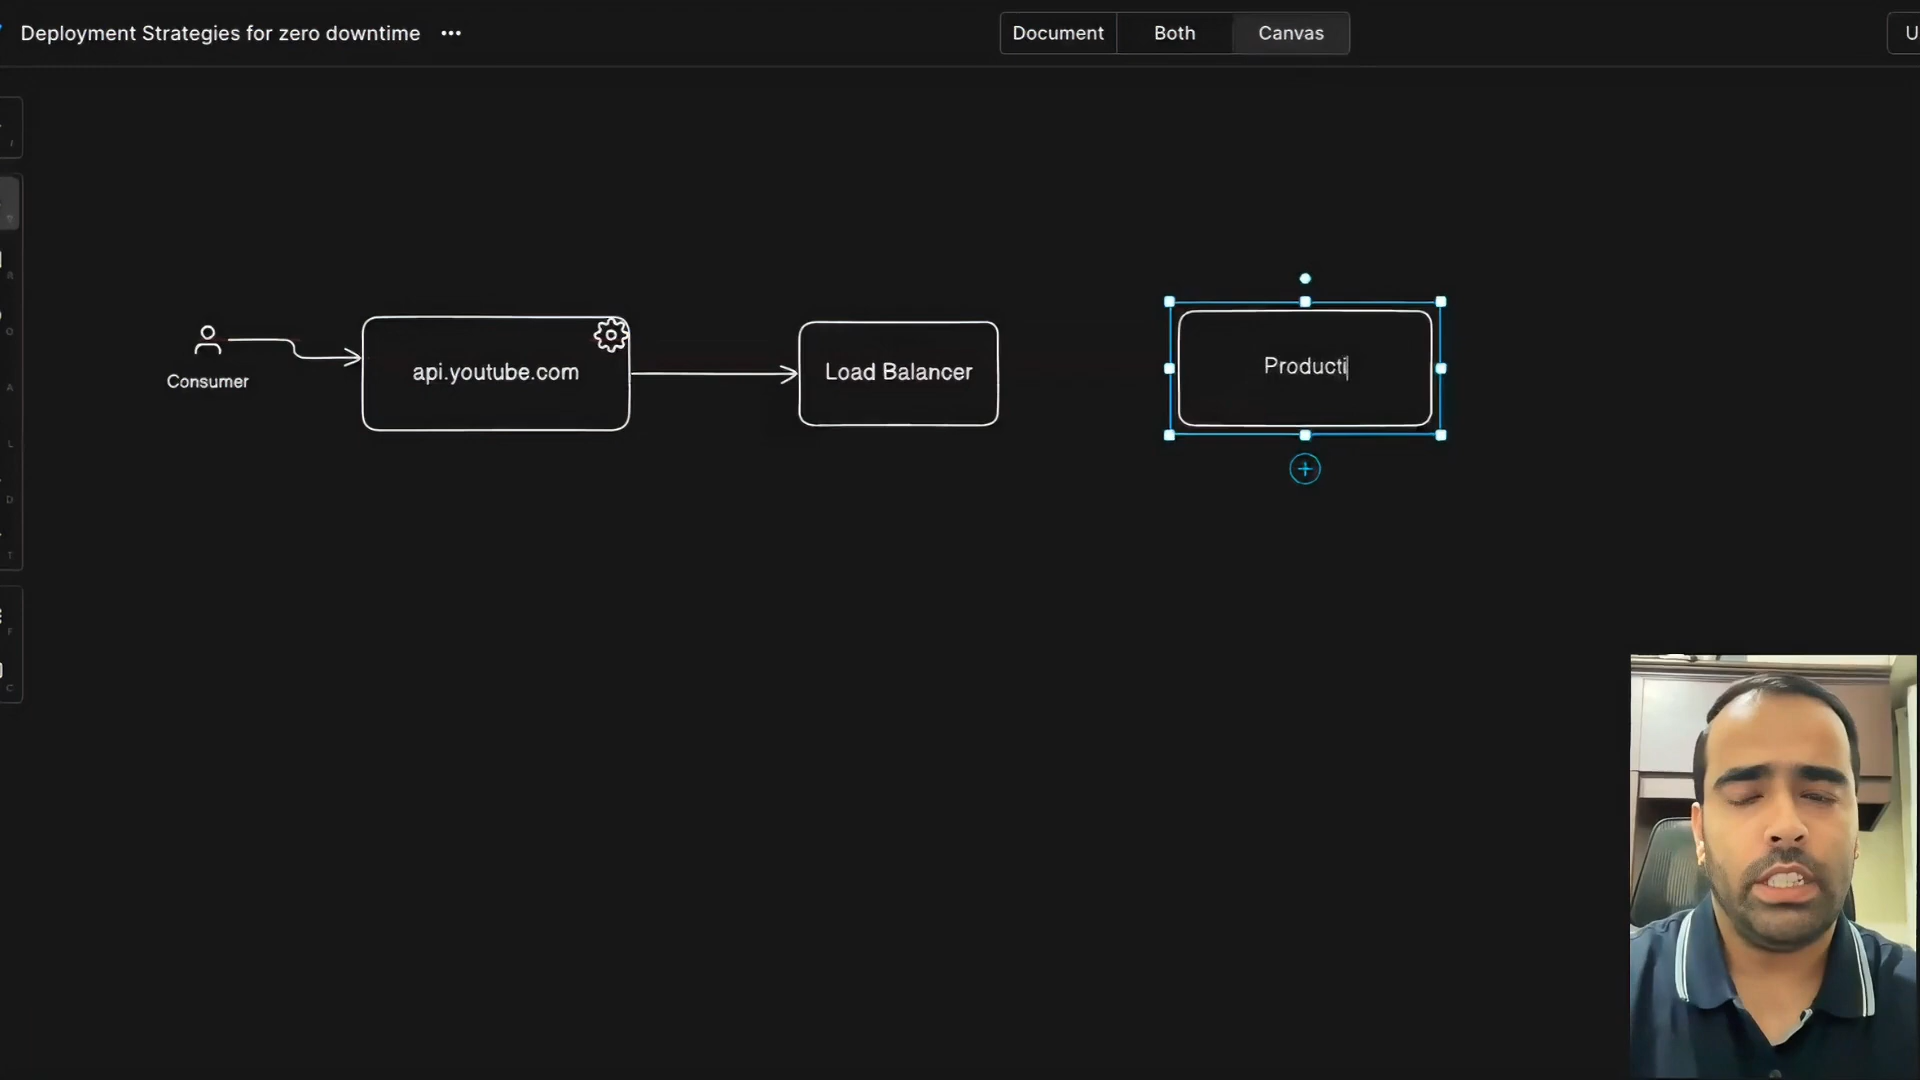 Deployment Strategies for zero downtime ...
Document Both Canvas
U
Consumer
api.youtube.com
Load Balancer
Producti
O
A
L
D
T
F
C